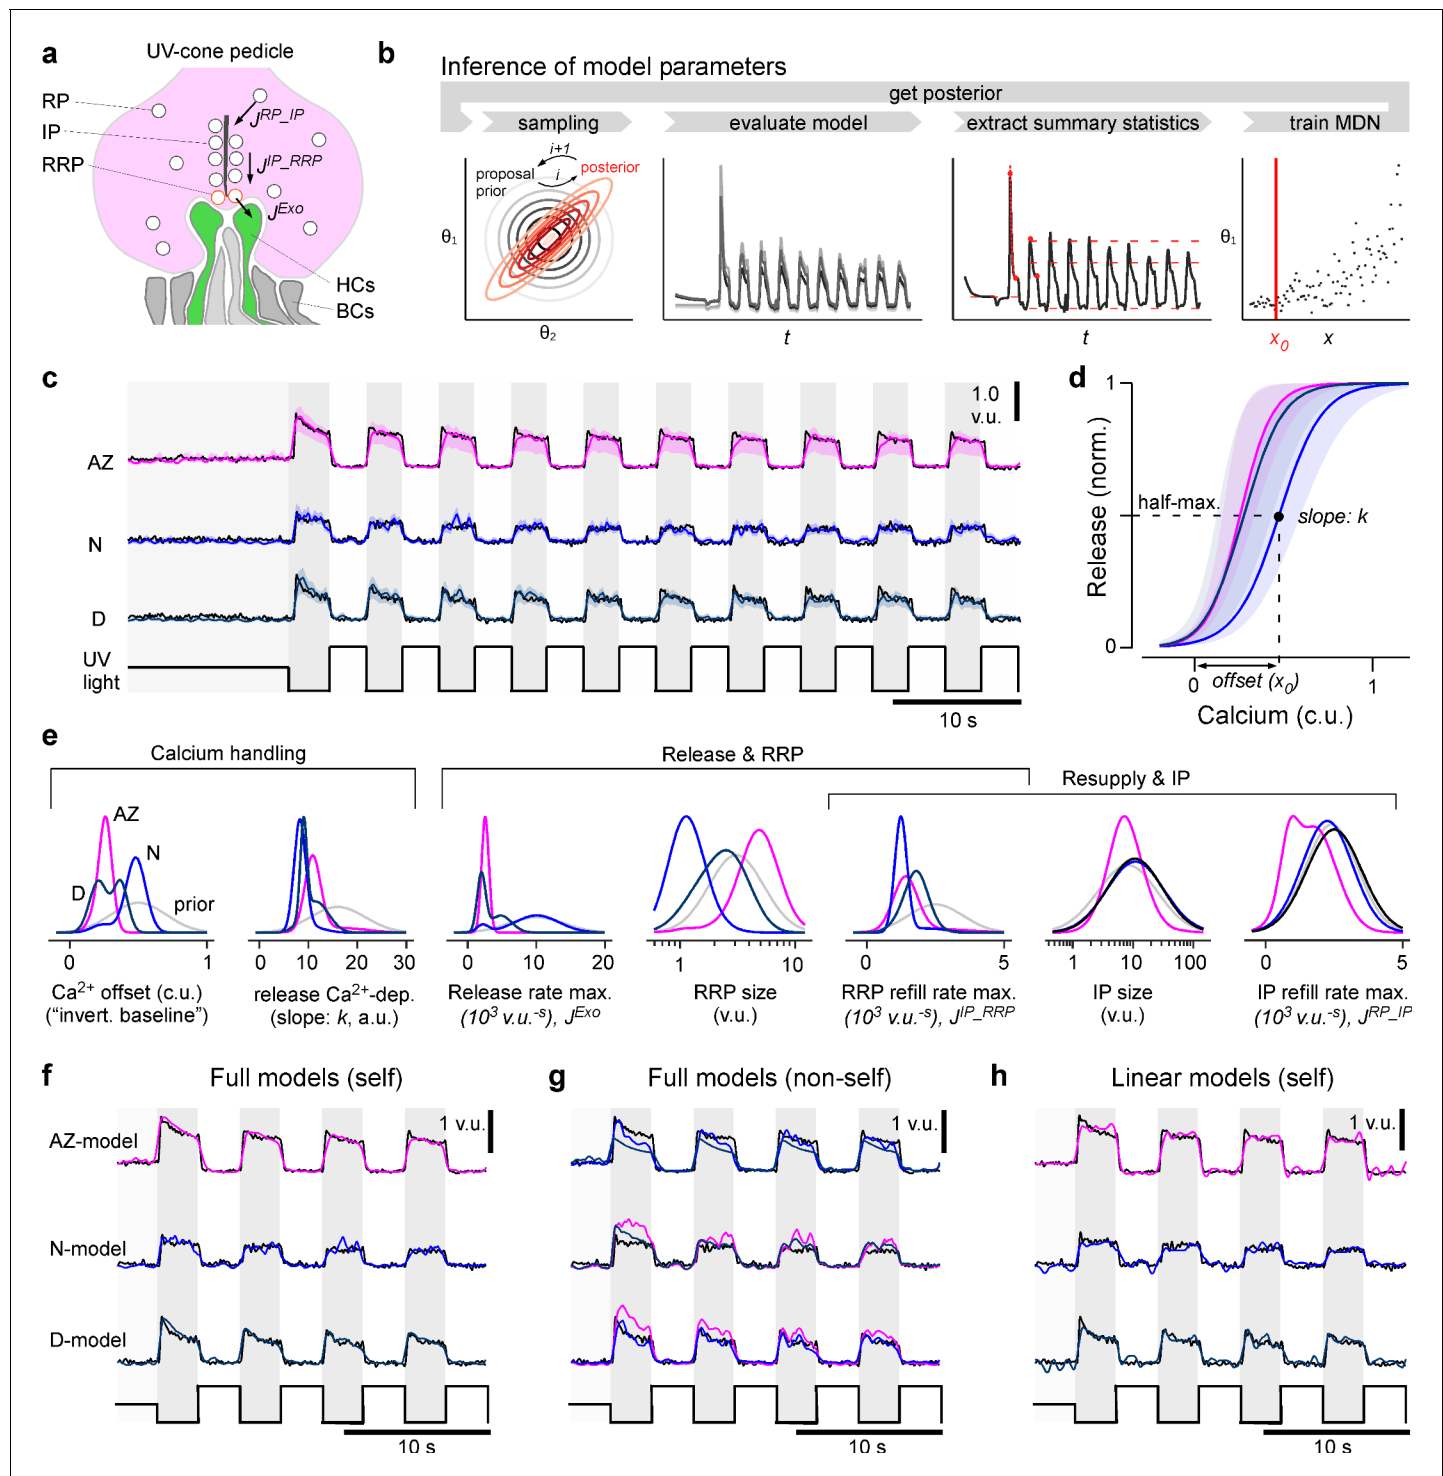 a
UV-cone pedicle
RP
IP
RRP
J^RP_IP
J^IP_RRP
J^Exo
HCs
BCs
b
Inference of model parameters
get posterior
sampling
evaluate model
extract summary statistics
train MDN
i+1
i
proposal
prior
posterior
θ1
θ2
t
t
θ1
x0
x
c
1.0
v.u.
AZ
N
D
UV
light
10 s
d
1
half-max.
slope: k
Release (norm.)
0
0
1
offset (x0)
Calcium (c.u.)
e
Calcium handling
Release & RRP
Resupply & IP
AZ
N
D
prior
0 1
Ca2+ offset (c.u.)
("invert. baseline")
0 10 20 30
release Ca2+-dep.
(slope: k, a.u.)
0 10 20
Release rate max.
(10^3 v.u.^-s), J^Exo
1 10
RRP size
(v.u.)
0 5
RRP refill rate max.
(10^3 v.u.^-s), J^IP_RRP
1 10 100
IP size
(v.u.)
0 5
IP refill rate max.
(10^3 v.u.^-s), J^RP_IP
f
Full models (self)
1 v.u.
AZ-model
N-model
D-model
10 s
g
Full models (non-self)
1 v.u.
10 s
h
Linear models (self)
1 v.u.
10 s